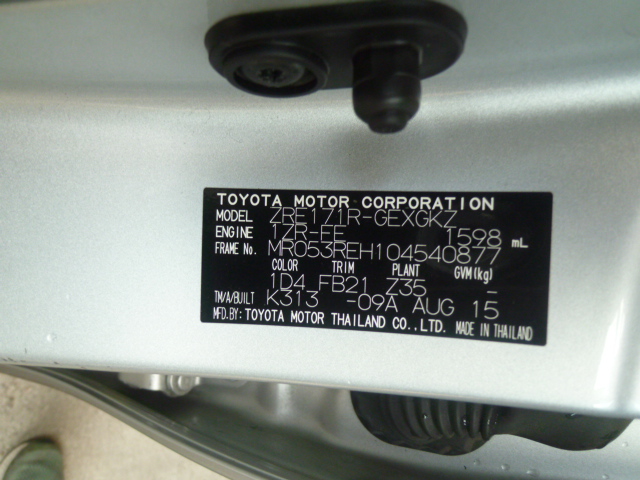 TOYOTA MOTOR CORPORATION
MODEL ZRE171R-GEXGKZ
ENGINE 1ZR-FE 1598 mL
FRAME No. MR053REH104540877
COLOR TRIM PLANT GVM(kg)
1D4 FB21 Z35 -
TM/A/BUILT K313 -09A AUG 15
MFD.BY: TOYOTA MOTOR THAILAND CO.,LTD. MADE IN THAILAND